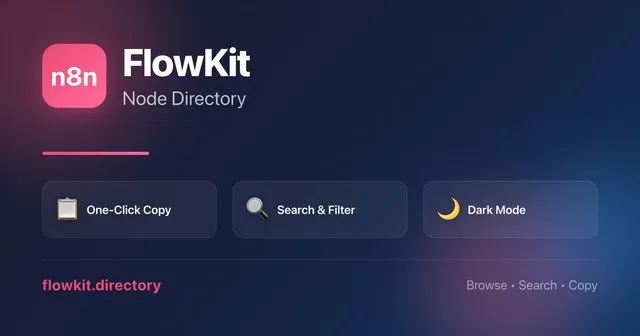 n8n
FlowKit
Node Directory
One-Click Copy
Search & Filter
Dark Mode
flowkit.directory
Browse • Search • Copy